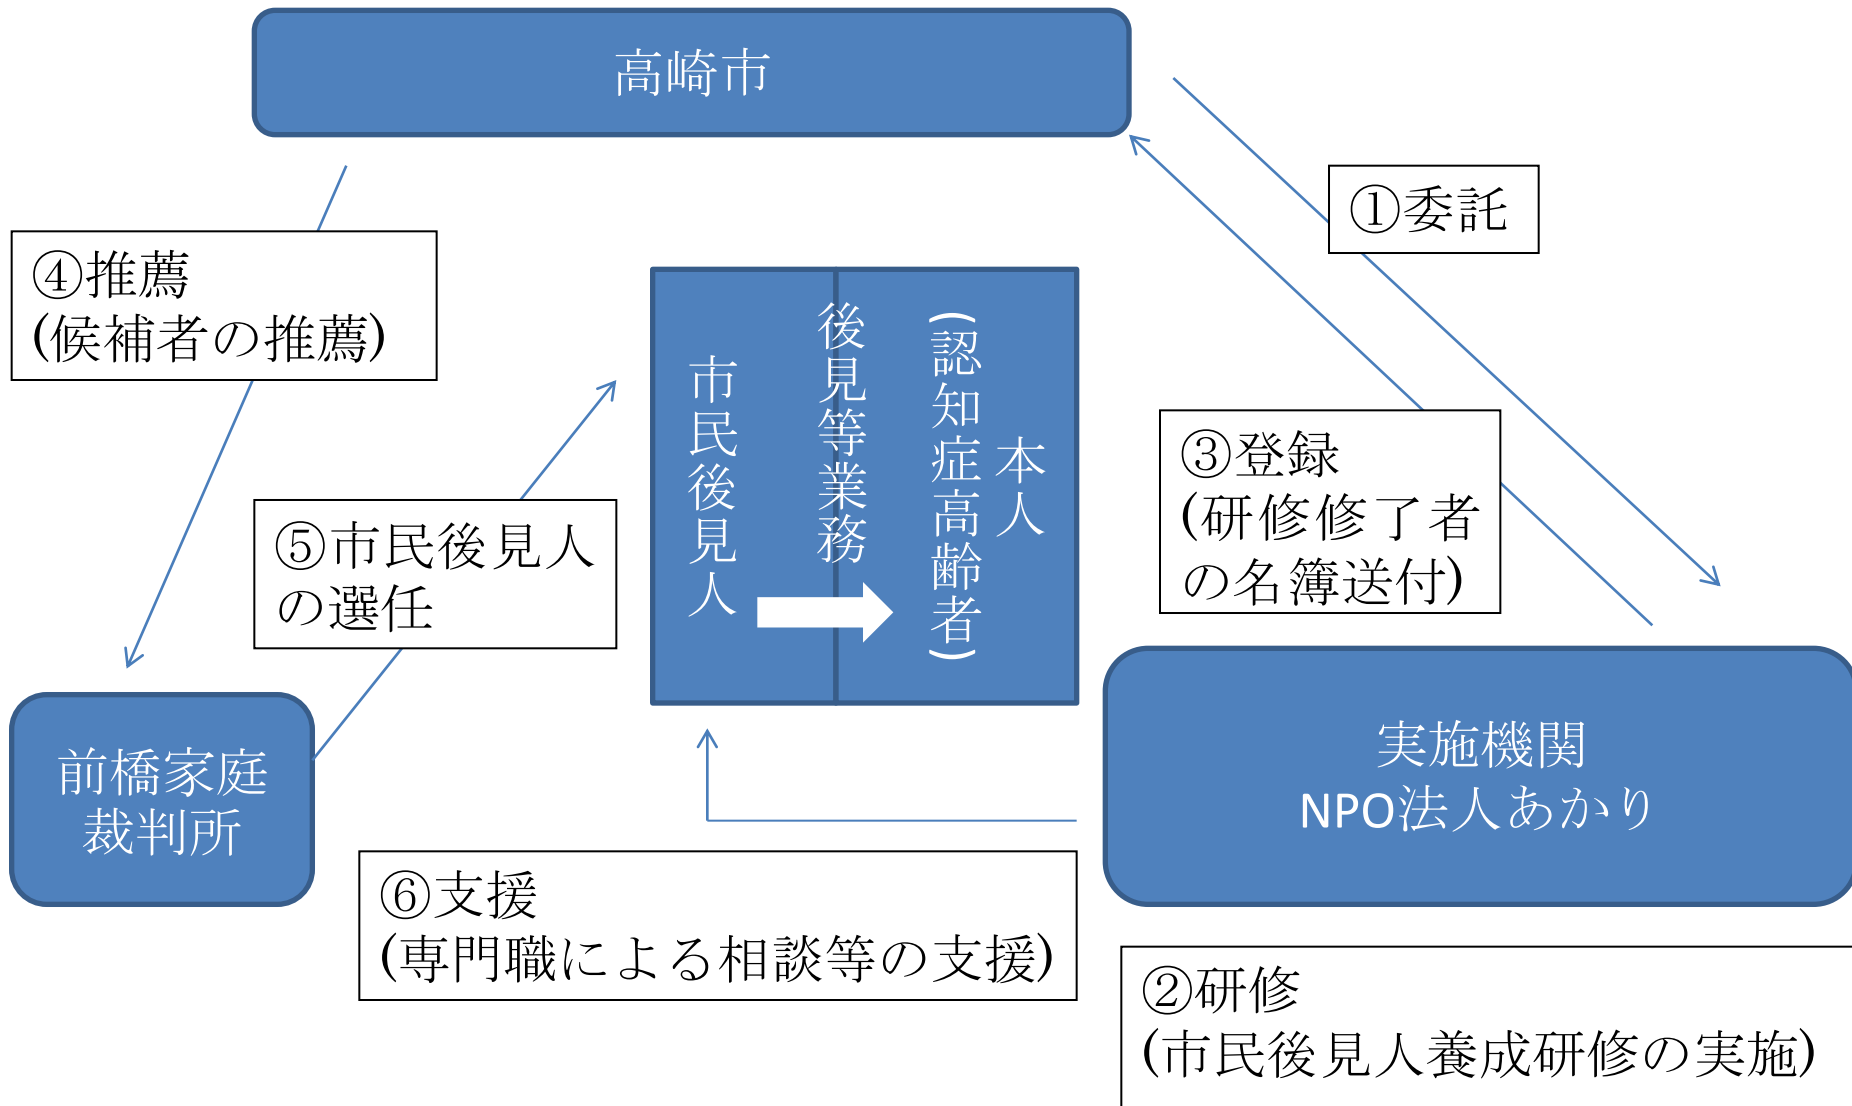 高崎市
①委託
④推薦
(候補者の推薦)
市民後見人
後見等業務
本人
(認知症高齢者)
③登録
(研修修了者
の名簿送付)
⑤市民後見人
の選任
前橋家庭
裁判所
実施機関
NPO法人あかり
⑥支援
(専門職による相談等の支援)
②研修
(市民後見人養成研修の実施)